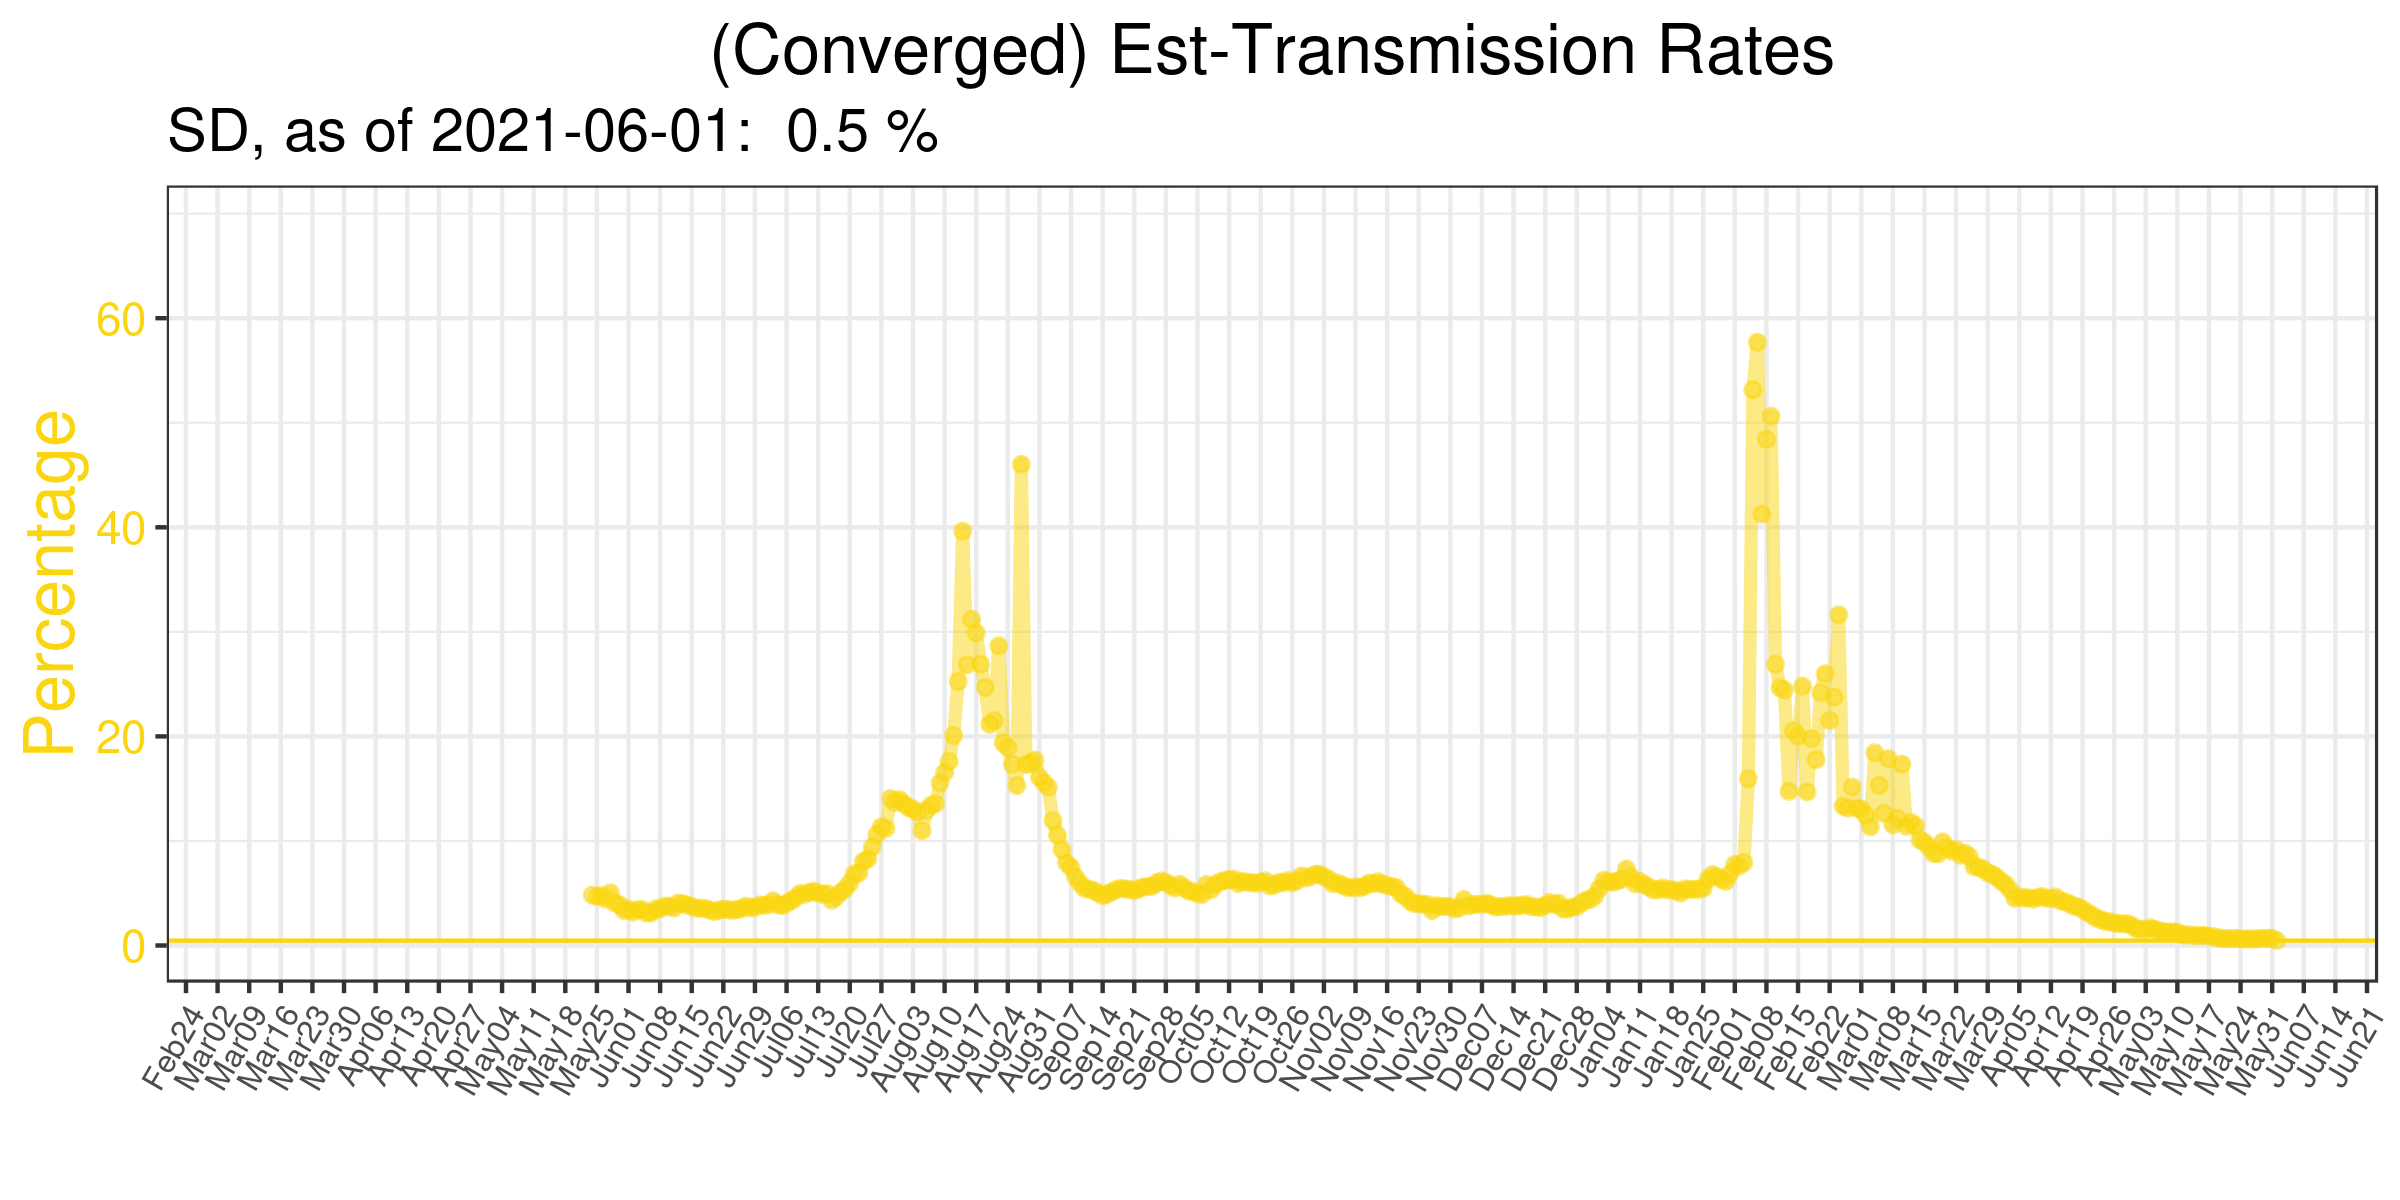 (Converged) Est-Transmission Rates
SD, as of 2021-06-01:  0.5 %
Percentage
60
40
20
0
Feb24
Mar02
Mar09
Mar16
Mar23
Mar30
Apr06
Apr13
Apr20
Apr27
May04
May11
May18
May25
Jun01
Jun08
Jun15
Jun22
Jun29
Jul06
Jul13
Jul20
Jul27
Aug03
Aug10
Aug17
Aug24
Aug31
Sep07
Sep14
Sep21
Sep28
Oct05
Oct12
Oct19
Oct26
Nov02
Nov09
Nov16
Nov23
Nov30
Dec07
Dec14
Dec21
Dec28
Jan04
Jan11
Jan18
Jan25
Feb01
Feb08
Feb15
Feb22
Mar01
Mar08
Mar15
Mar22
Mar29
Apr05
Apr12
Apr19
Apr26
May03
May10
May17
May24
May31
Jun07
Jun14
Jun21